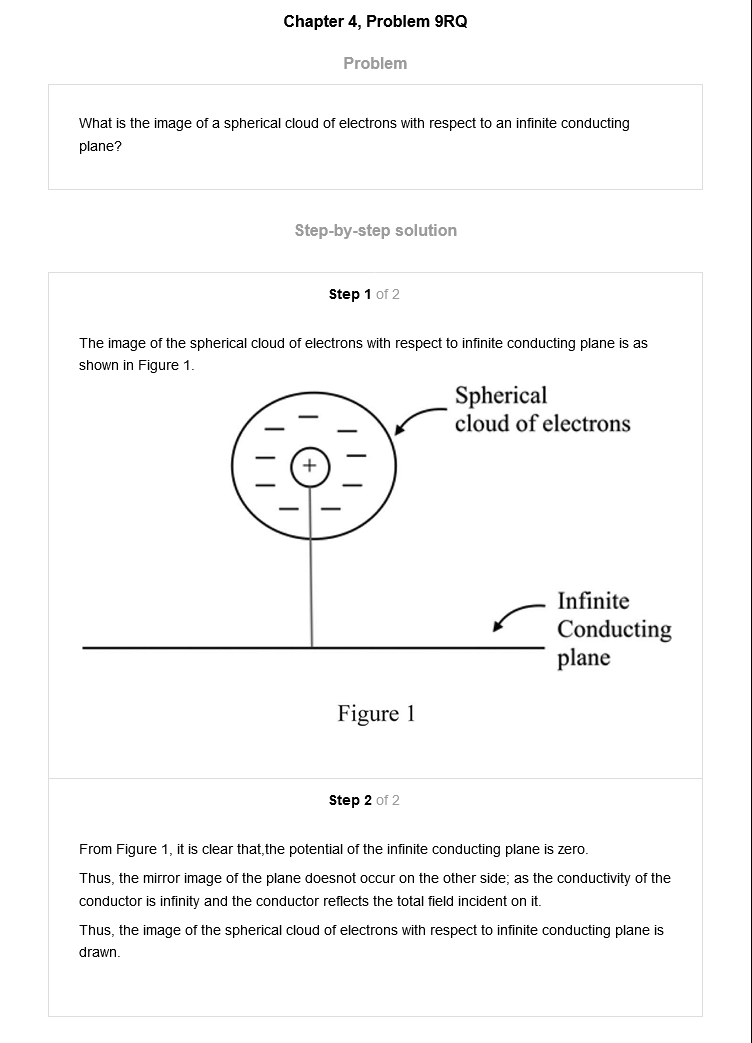 Chapter 4, Problem 9RQ
Problem
What is the image of a spherical cloud of electrons with respect to an infinite conducting
plane?
Step-by-step solution
Step 1 of 2
The image of the spherical cloud of electrons with respect to infinite conducting plane is as
shown in Figure 1.
Spherical
cloud of electrons
+
Infinite
Conducting
plane
Figure 1
Step 2 of 2
From Figure 1, it is clear that,the potential of the infinite conducting plane is zero.
Thus, the mirror image of the plane doesnot occur on the other side; as the conductivity of the
conductor is infinity and the conductor reflects the total field incident on it.
Thus, the image of the spherical cloud of electrons with respect to infinite conducting plane is
drawn.